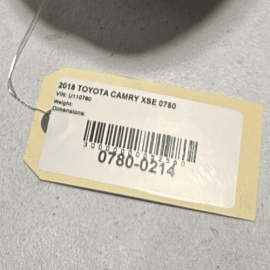 2018 TOYOTA CAMRY XSE 0780
VIN: U110780
Weight:
Dimensions:
0780-0214